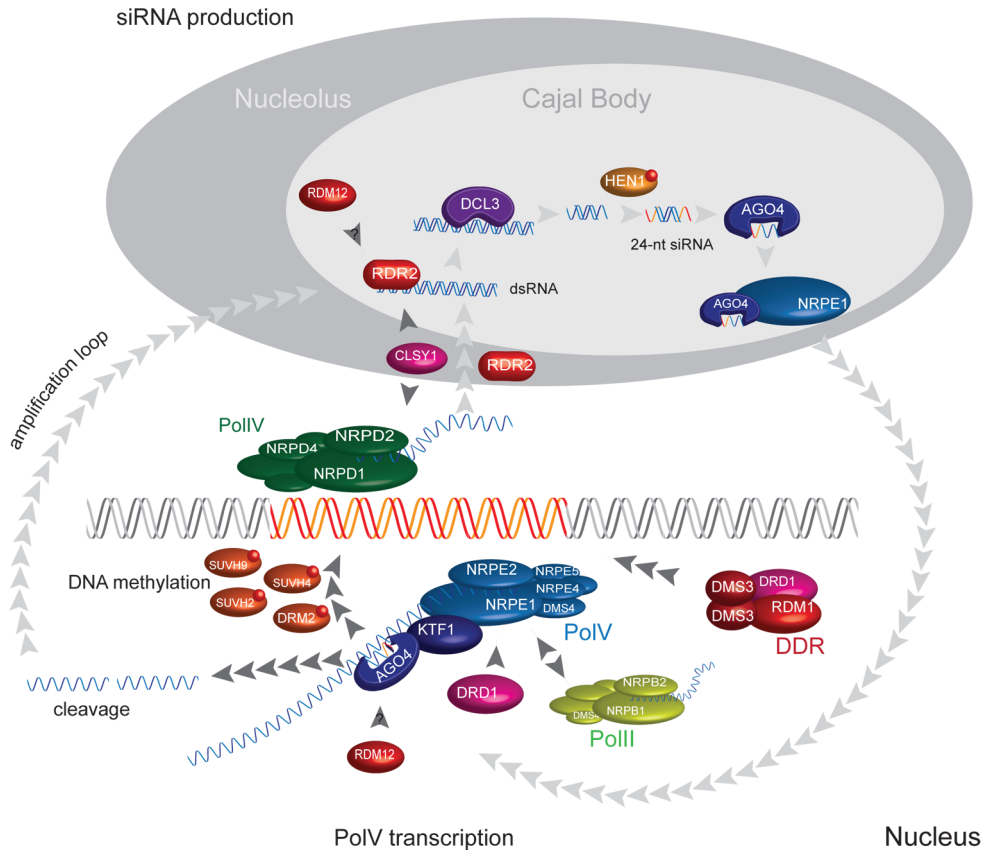 siRNA production
Nucleolus
Cajal Body
RDM12
DCL3
HEN1
AGO4
24-nt siRNA
?
RDR2
dsRNA
AGO4
NRPE1
CLSY1
RDR2
amplification loop
PolIV
NRPD4
NRPD2
NRPD1
SUVH9
DNA methylation
SUVH4
SUVH2
DRM2
NRPE2
NRPE5
NRPE4
NRPE1
DMS4
KTF1
PolV
AGO4
DMS3
DRD1
DMS3
RDM1
DDR
cleavage
DRD1
NRPB2
NRPB1
DMS4
PolII
?
RDM12
PolV transcription
Nucleus